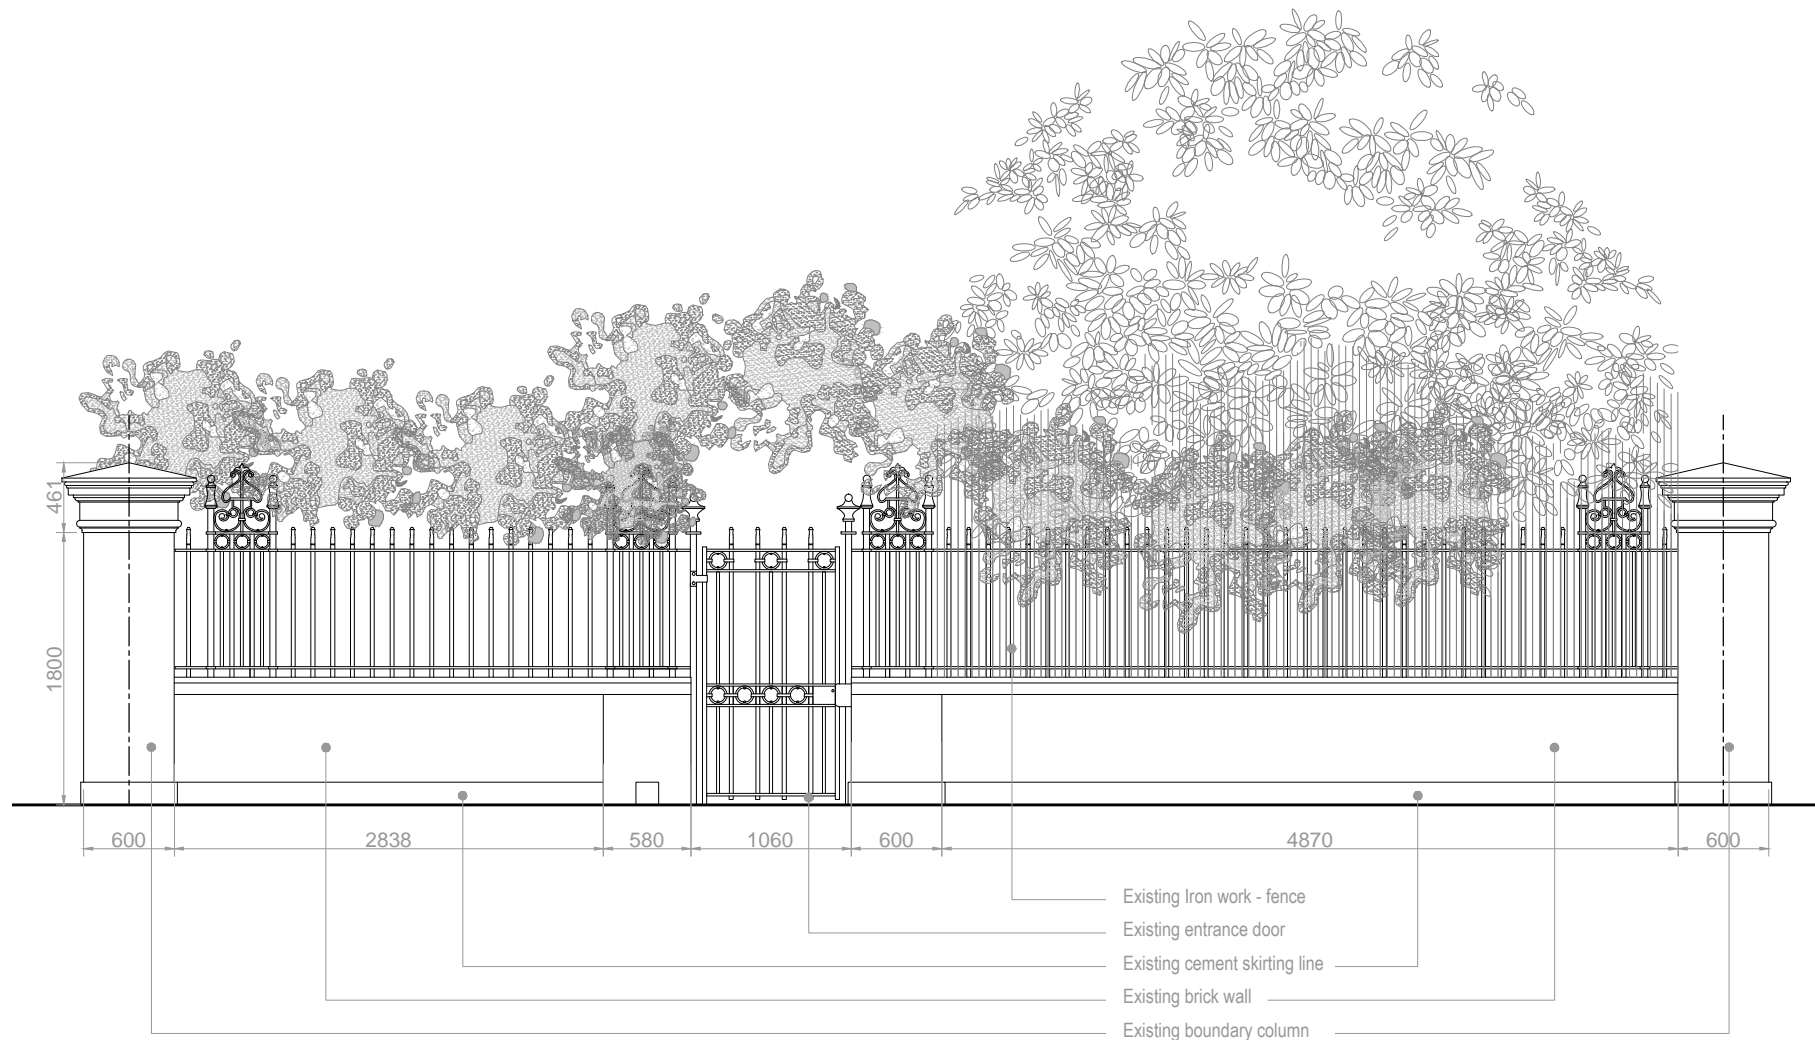 461
1800
600 2838 580 1060 600 4870 600
Existing Iron work - fence
Existing entrance door
Existing cement skirting line
Existing brick wall
Existing boundary column